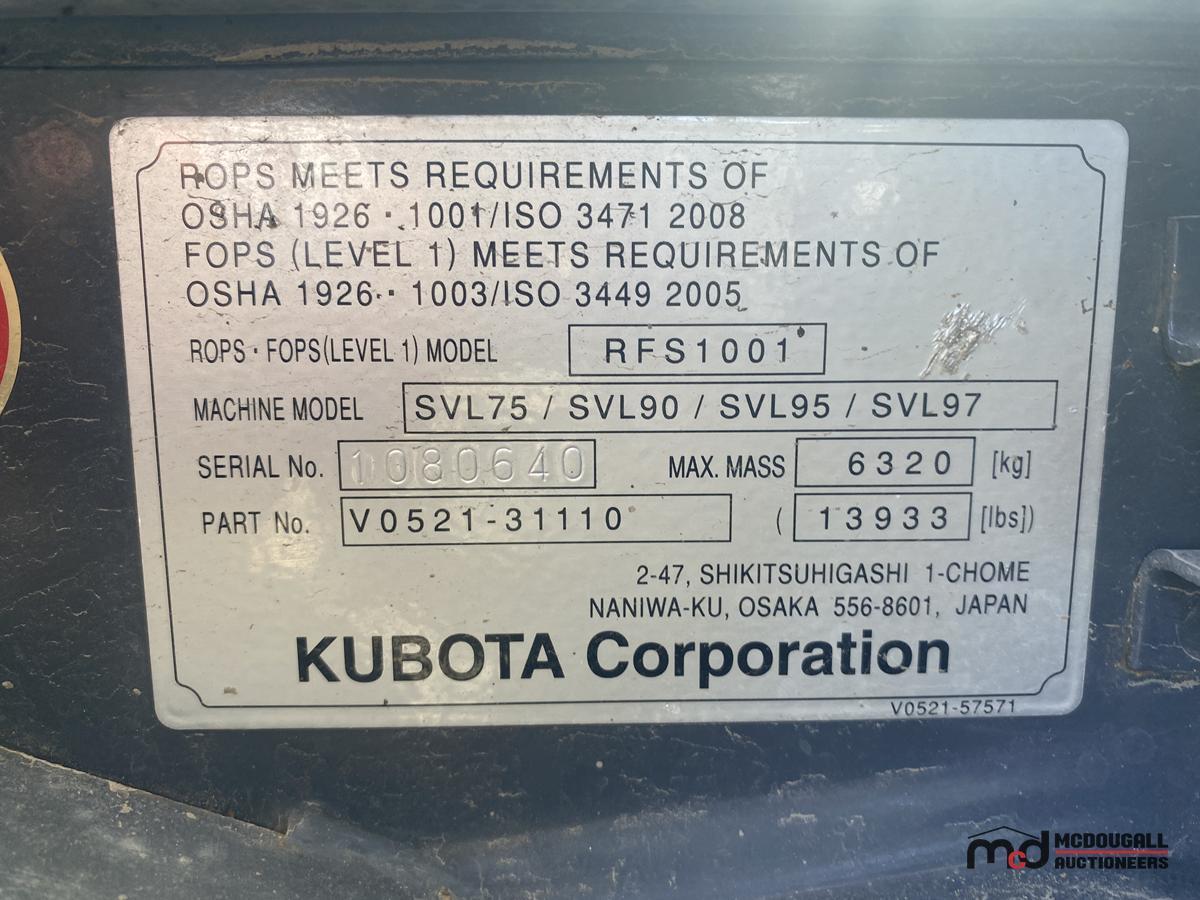 ROPS MEETS REQUIREMENTS OF
OSHA 1926 · 1001/ISO 3471 2008
FOPS (LEVEL 1) MEETS REQUIREMENTS OF
OSHA 1926 · 1003/ISO 3449 2005
ROPS · FOPS(LEVEL 1) MODEL RFS1001
MACHINE MODEL SVL75 / SVL90 / SVL95 / SVL97
SERIAL No. 1080640 MAX. MASS 6320 [kg]
PART No. V0521-31110 ( 13933 [lbs])
2-47, SHIKITSUHIGASHI 1-CHOME
NANIWA-KU, OSAKA 556-8601, JAPAN
KUBOTA Corporation
V0521-57571
mcd MCDOUGALL
AUCTIONEERS